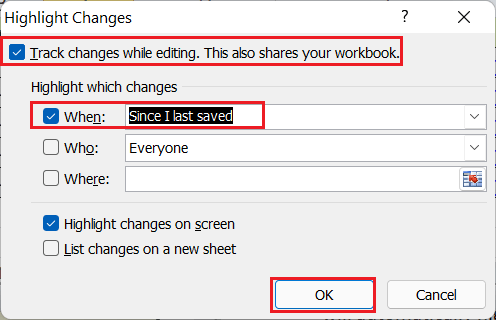 Highlight Changes
Track changes while editing. This also shares your workbook.
Highlight which changes
When: Since I last saved
Who: Everyone
Where:
Highlight changes on screen
List changes on a new sheet
OK Cancel